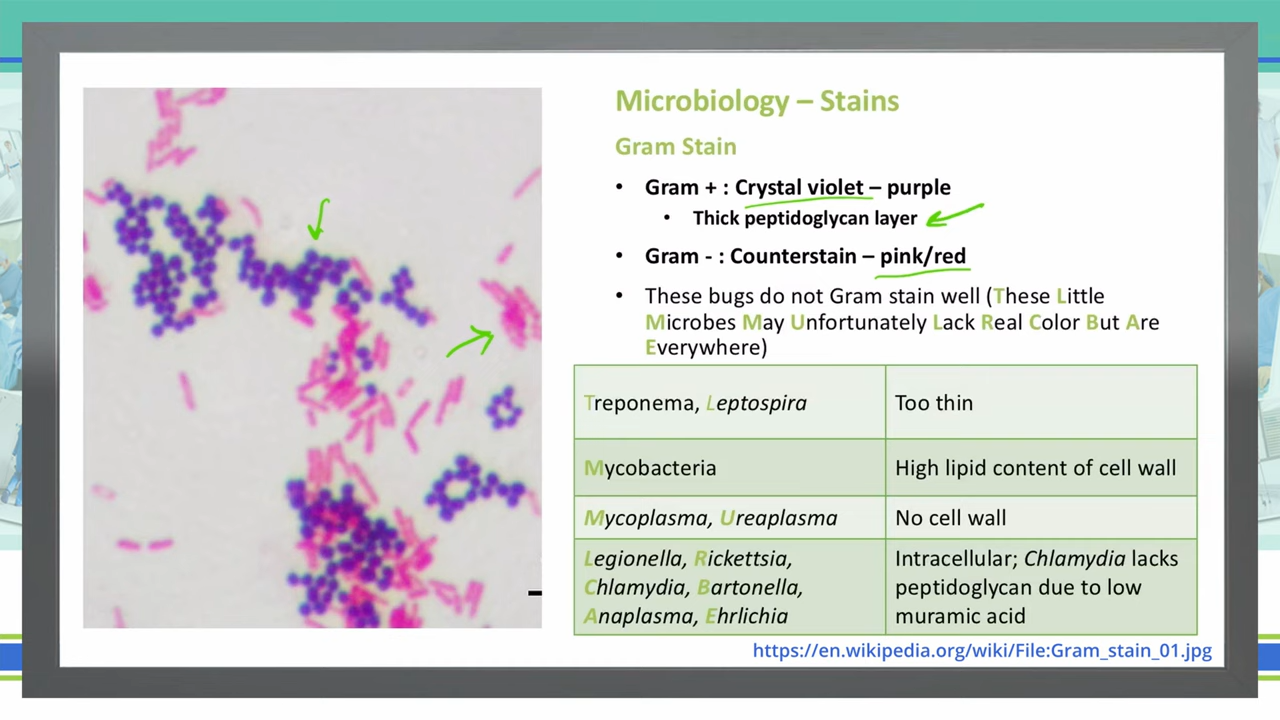 Microbiology – Stains
Gram Stain
• Gram + : Crystal violet – purple
• Thick peptidoglycan layer
• Gram - : Counterstain – pink/red
• These bugs do not Gram stain well (These Little
Microbes May Unfortunately Lack Real Color But Are
Everywhere)
Treponema, Leptospira
Too thin
Mycobacteria
High lipid content of cell wall
Mycoplasma, Ureaplasma
No cell wall
Legionella, Rickettsia,
Chlamydia, Bartonella,
Anaplasma, Ehrlichia
Intracellular; Chlamydia lacks
peptidoglycan due to low
muramic acid
https://en.wikipedia.org/wiki/File:Gram_stain_01.jpg